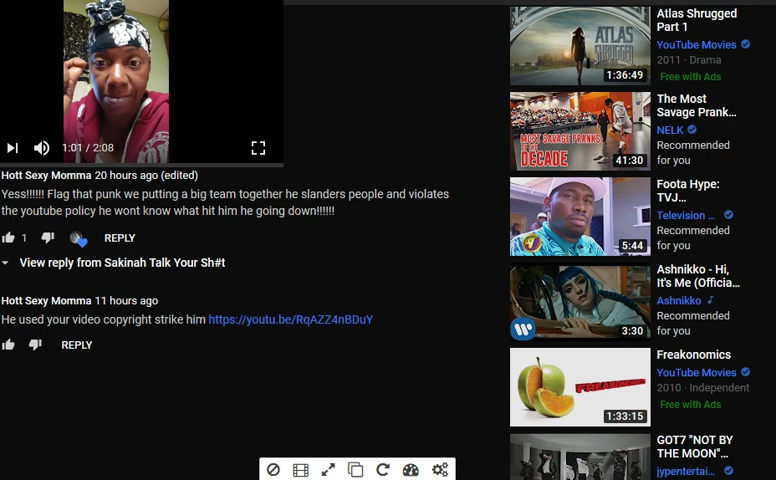 1:01 / 2:08
Hott Sexy Momma 20 hours ago (edited)
Yess!!!!!! Flag that punk we putting a big team together he slanders people and violates
the youtube policy he wont know what hit him he going down!!!!!!
1
REPLY
View reply from Sakinah Talk Your Sh#t
Hott Sexy Momma 11 hours ago
He used your video copyright strike him https://youtu.be/RqAZZ4nBDuY
REPLY
ATLAS
SHRUGGED
1:36:49
Atlas Shrugged
Part 1
YouTube Movies
2011 · Drama
Free with Ads
MOST SAVAGE PRANKS
OF THE
DECADE
41:30
The Most
Savage Prank...
NELK
Recommended
for you
5:44
Foota Hype:
TVJ...
Television ...
Recommended
for you
3:30
Ashnikko - Hi,
It's Me (Officia...
Ashnikko
Recommended
for you
FREAKONOMICS
1:33:15
Freakonomics
YouTube Movies
2010 · Independent
Free with Ads
GOT7 "NOT BY
THE MOON"...
jypentertai...